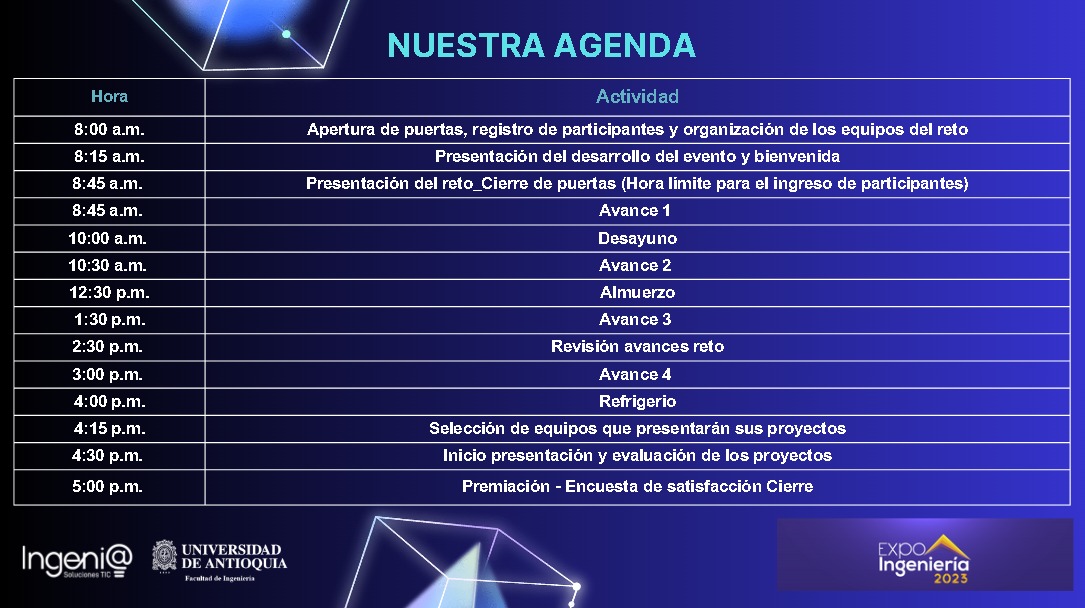 NUESTRA AGENDA
Hora Actividad
8:00 a.m. Apertura de puertas, registro de participantes y organización de los equipos del reto
8:15 a.m. Presentación del desarrollo del evento y bienvenida
8:45 a.m. Presentación del reto_Cierre de puertas (Hora límite para el ingreso de participantes)
8:45 a.m. Avance 1
10:00 a.m. Desayuno
10:30 a.m. Avance 2
12:30 p.m. Almuerzo
1:30 p.m. Avance 3
2:30 p.m. Revisión avances reto
3:00 p.m. Avance 4
4:00 p.m. Refrigerio
4:15 p.m. Selección de equipos que presentarán sus proyectos
4:30 p.m. Inicio presentación y evaluación de los proyectos
5:00 p.m. Premiación - Encuesta de satisfacción Cierre
Ingeni@
Soluciones TIC
UNIVERSIDAD
DE ANTIOQUIA
Facultad de Ingeniería
EXPO
Ingeniería
2023